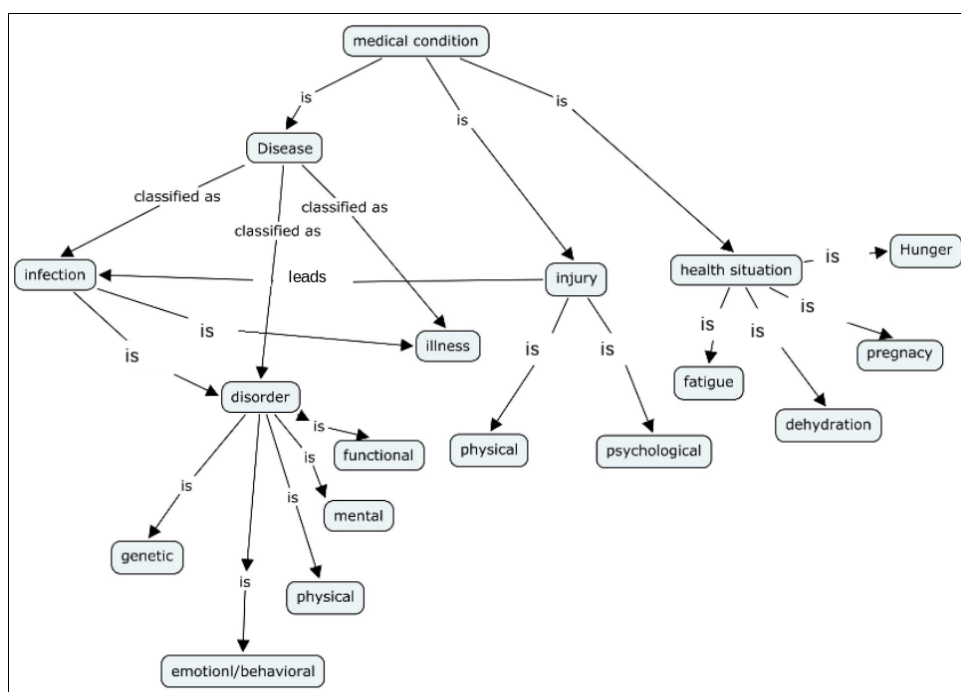 medical condition
is
is
is
Disease
classified as
classified as
classified as
infection
leads
injury
health situation
is
Hunger
is
is
illness
is
is
is
is
pregnacy
fatigue
disorder
is
functional
physical
psychological
dehydration
is
is
is
mental
genetic
is
physical
emotionl/behavioral